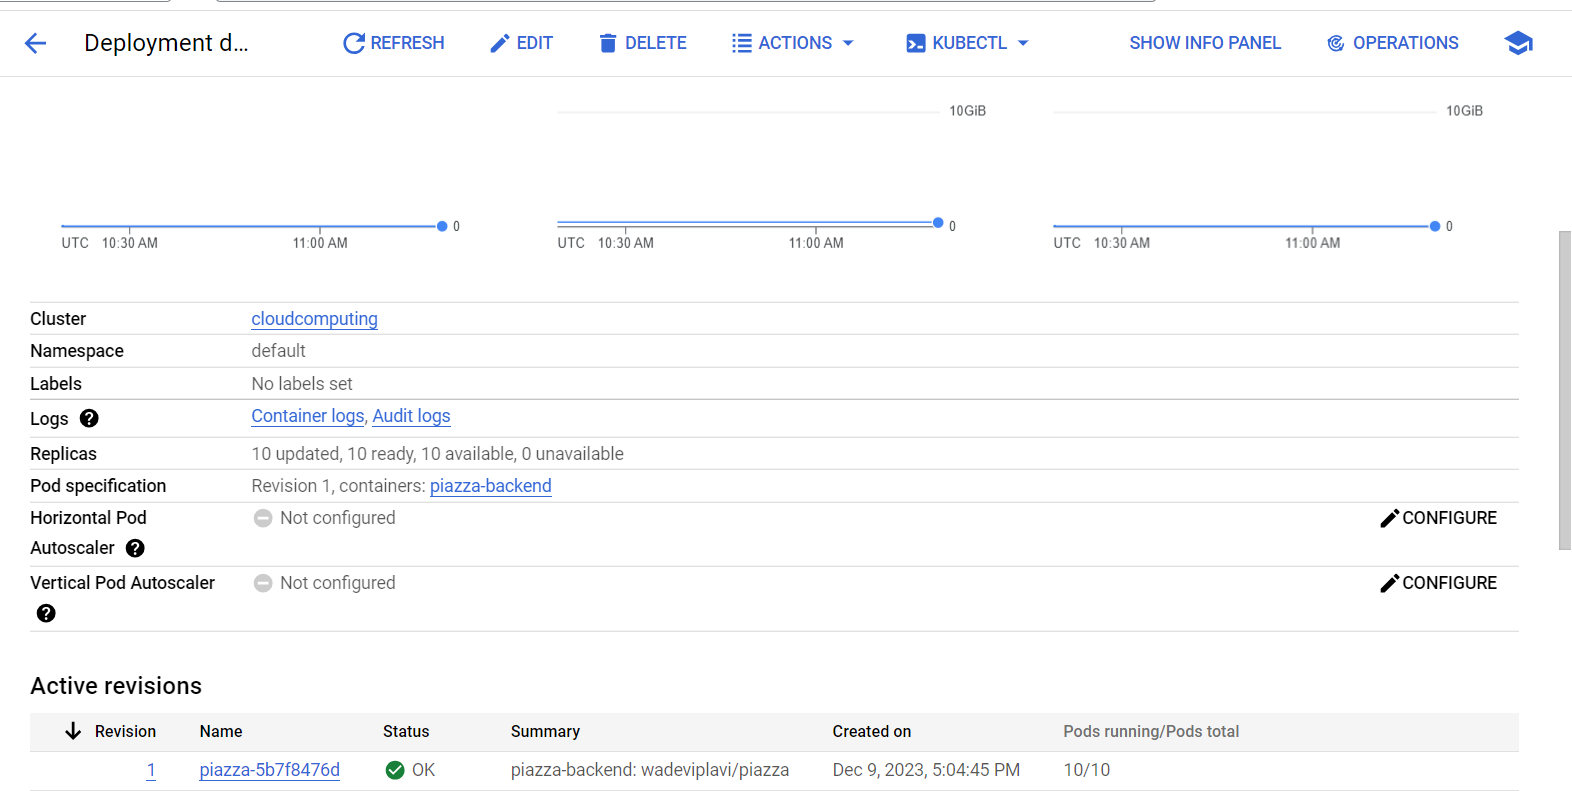 Deployment d... REFRESH EDIT DELETE ACTIONS KUBECTL SHOW INFO PANEL OPERATIONS
10GiB 10GiB
0 0 0
UTC 10:30 AM 11:00 AM UTC 10:30 AM 11:00 AM UTC 10:30 AM 11:00 AM
Cluster cloudcomputing
Namespace default
Labels No labels set
Logs ? Container logs, Audit logs
Replicas 10 updated, 10 ready, 10 available, 0 unavailable
Pod specification Revision 1, containers: piazza-backend
Horizontal Pod Not configured CONFIGURE
Autoscaler ?
Vertical Pod Autoscaler Not configured CONFIGURE
?
Active revisions
Revision Name Status Summary Created on Pods running/Pods total
1 piazza-5b7f8476d OK piazza-backend: wadeviplavi/piazza Dec 9, 2023, 5:04:45 PM 10/10